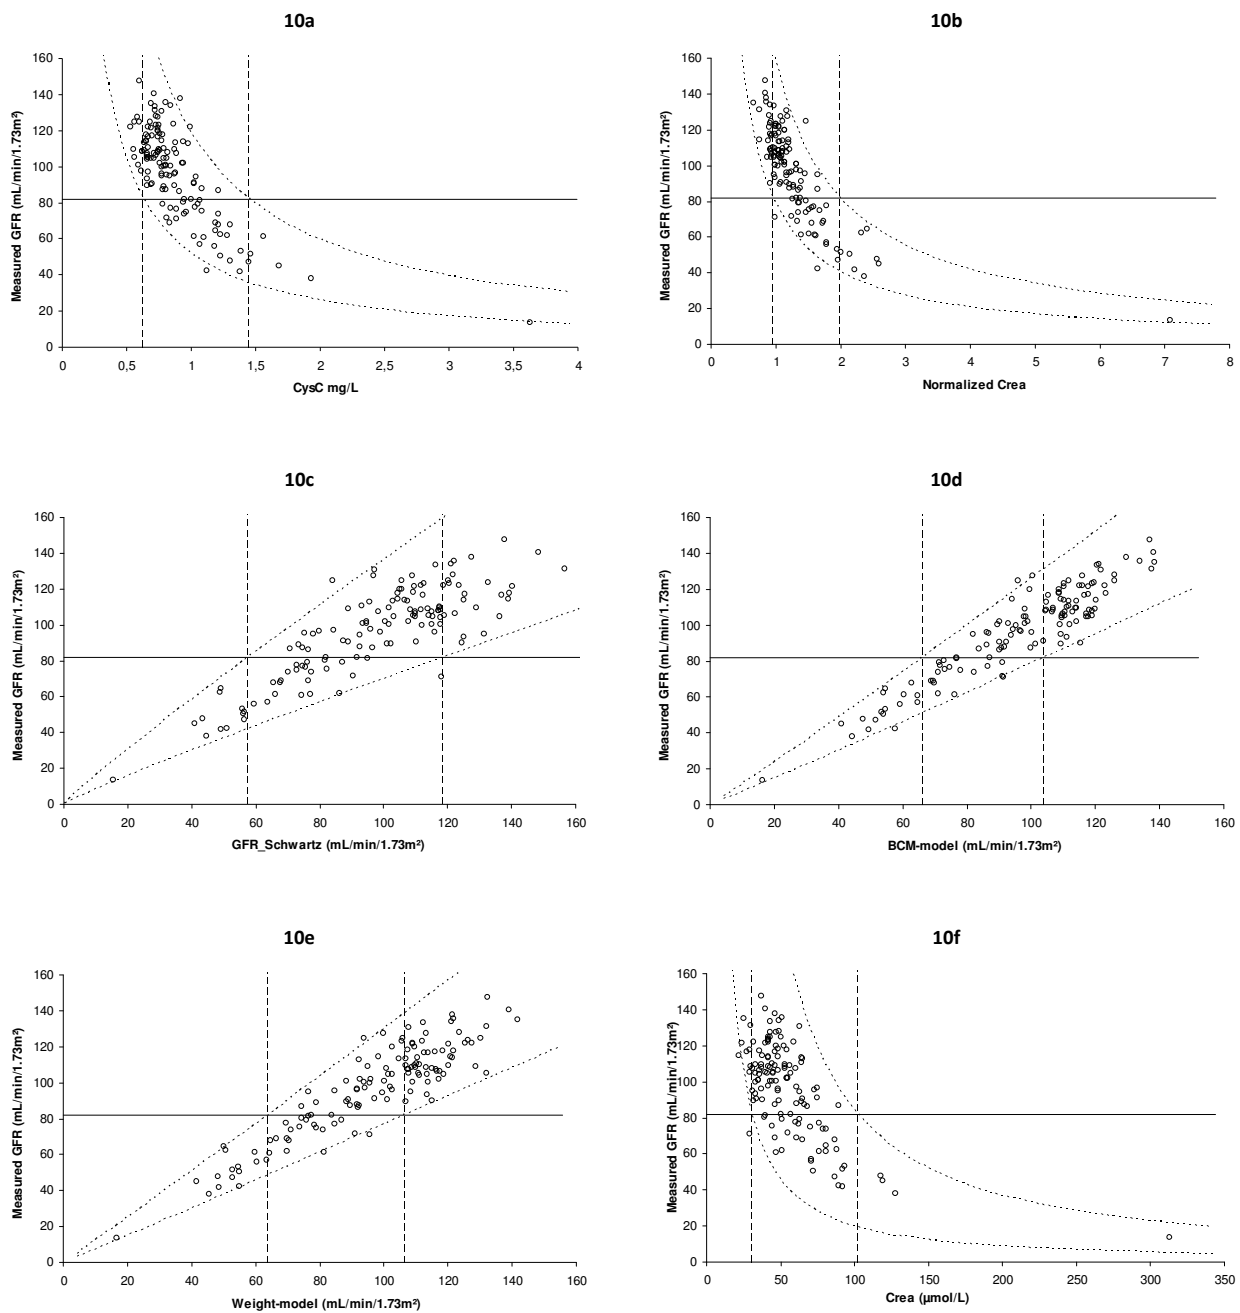 10a
160
140
120
100
80
60
40
20
0
Measured GFR (mL/min/1.73m²)
0 0,5 1 1,5 2 2,5 3 3,5 4
CysC mg/L
10b
160
140
120
100
80
60
40
20
0
Measured GFR (mL/min/1.73m²)
0 1 2 3 4 5 6 7 8
Normalized Crea
10c
160
140
120
100
80
60
40
20
0
Measured GFR (mL/min/1.73m²)
0 20 40 60 80 100 120 140 160
GFR_Schwartz (mL/min/1.73m²)
10d
160
140
120
100
80
60
40
20
0
Measured GFR (mL/min/1.73m²)
0 20 40 60 80 100 120 140 160
BCM-model (mL/min/1.73m²)
10e
160
140
120
100
80
60
40
20
0
Measured GFR (mL/min/1.73m²)
0 20 40 60 80 100 120 140 160
Weight-model (mL/min/1.73m²)
10f
160
140
120
100
80
60
40
20
0
Measured GFR (mL/min/1.73m²)
0 50 100 150 200 250 300 350
Crea (µmol/L)